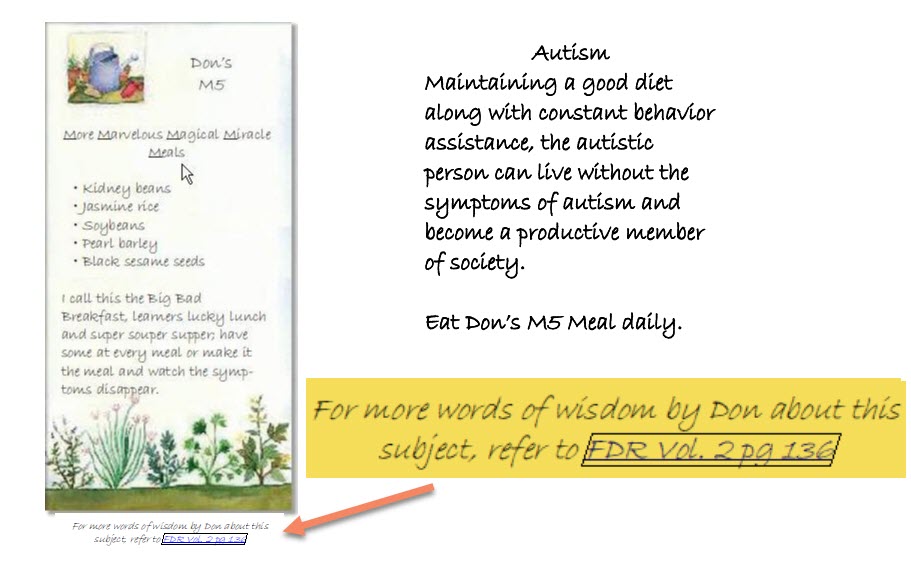 Don's
M5
More Marvelous Magical Miracle
Meals
• Kidney beans
• Jasmine rice
• Soybeans
• Pearl barley
• Black sesame seeds
I call this the Big Bad
Breakfast, learners lucky lunch
and super souper supper; have
some at every meal or make it
the meal and watch the symp-
toms disappear.
For more words of wisdom by Don about this
subject, refer to FDR Vol. 2 pg 136
Autism
Maintaining a good diet
along with constant behavior
assistance, the autistic
person can live without the
symptoms of autism and
become a productive member
of society.
Eat Don's M5 Meal daily.
For more words of wisdom by Don about this
subject, refer to FDR Vol. 2 pg 136